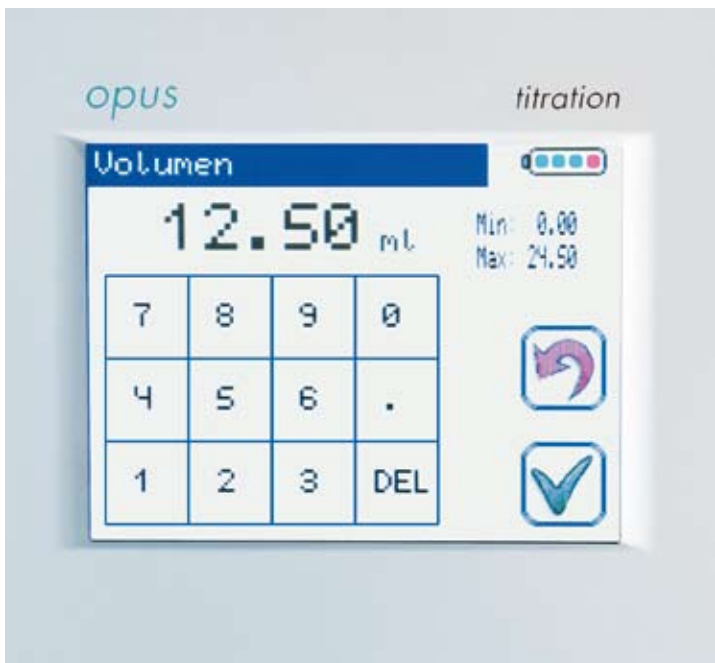 opus titration
Volumen
12.50 ml
Min: 0.00
Max: 24.50
7 8 9 0
4 5 6 .
1 2 3 DEL